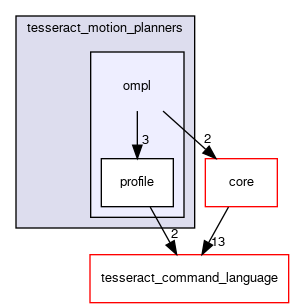 tesseract_motion_planners
ompl
3
2
profile
core
2
13
tesseract_command_language